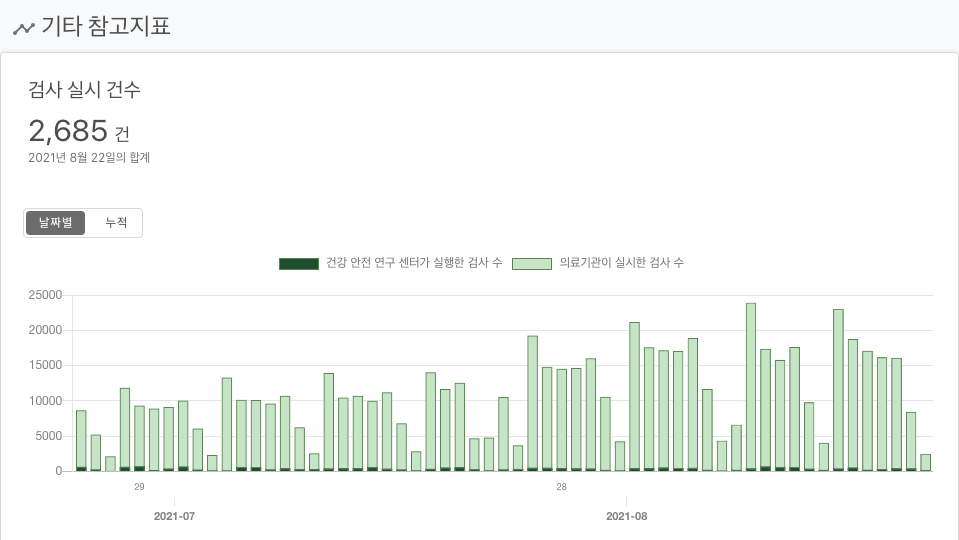 기타 참고지표
검사 실시 건수
2,685 건
2021년 8월 22일의 합계
날짜별 누적
건강 안전 연구 센터가 실행한 검사 수 의료기관이 실시한 검사 수
25000
20000
15000
10000
5000
0
29 28
2021-07 2021-08